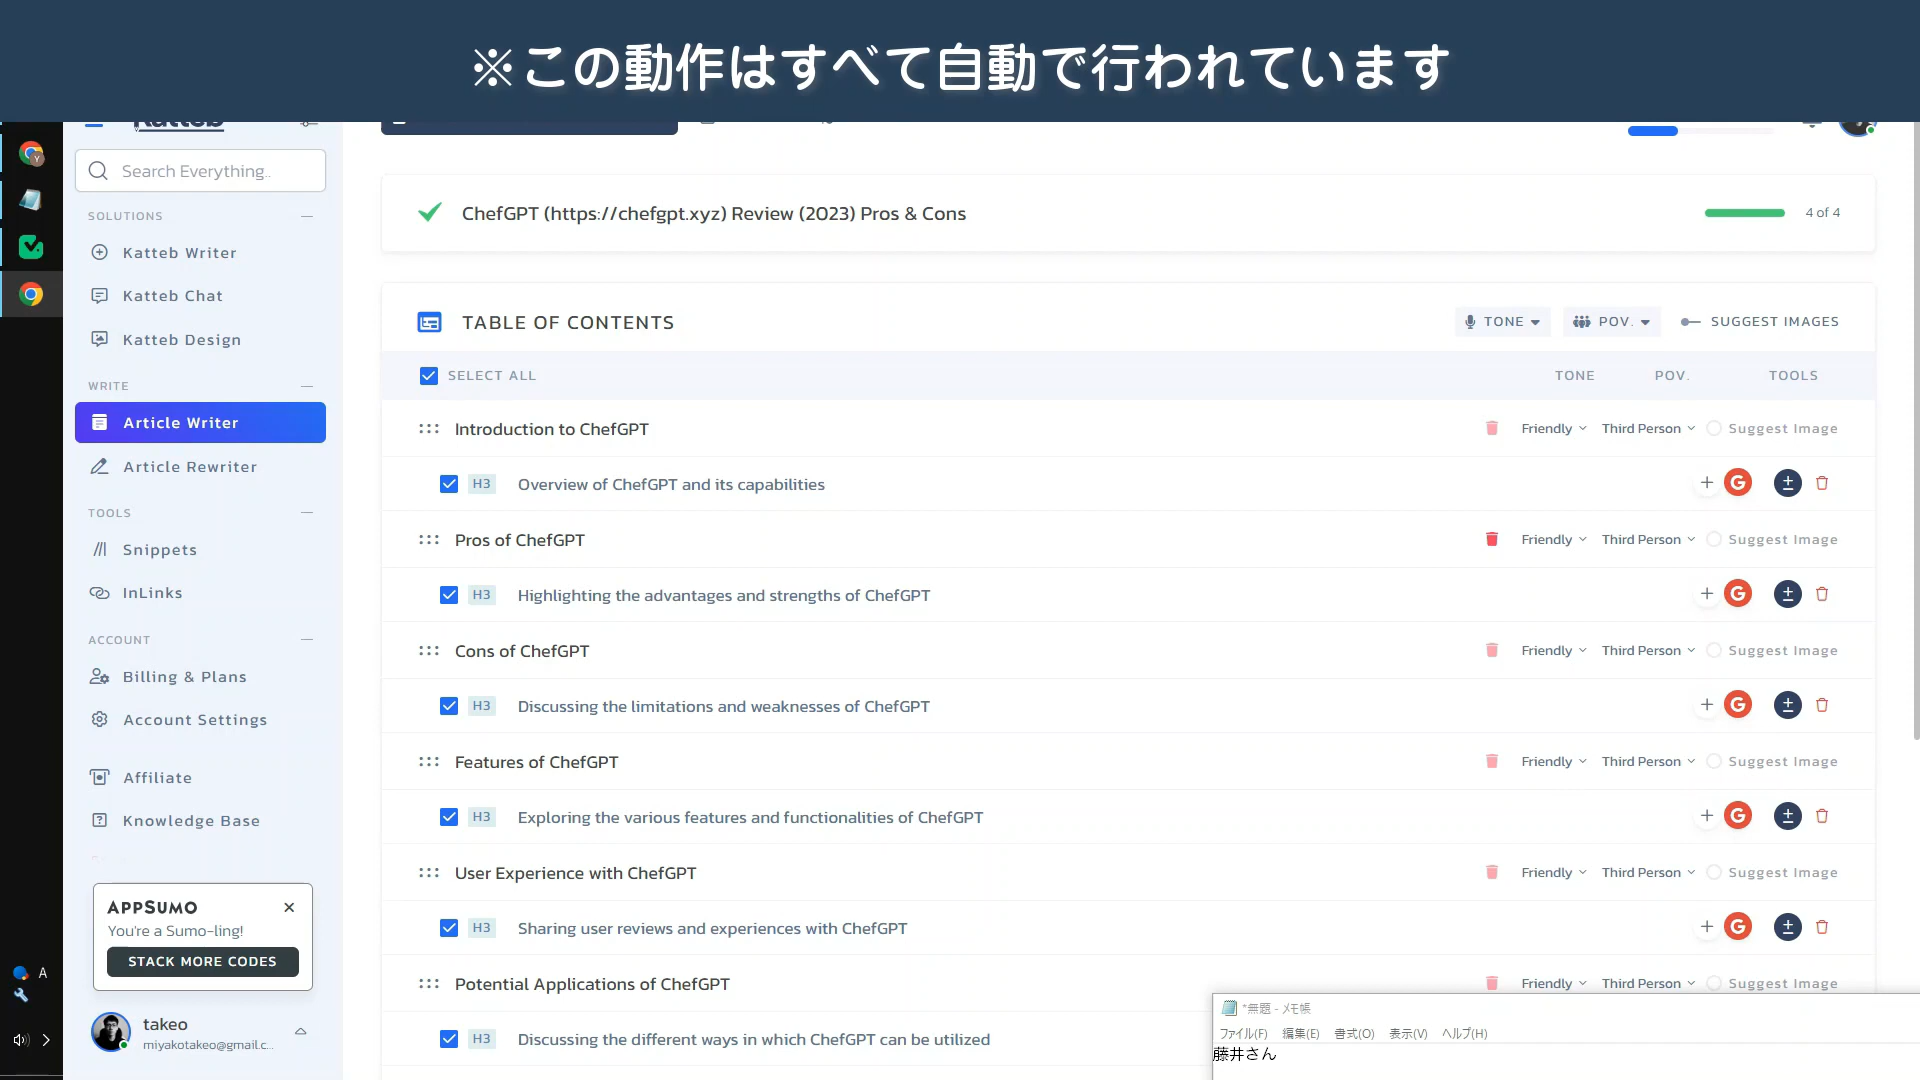 ※この動作はすべて自動で行われています
Search Everything..
SOLUTIONS
Katteb Writer
Katteb Chat
Katteb Design
WRITE
Article Writer
Article Rewriter
TOOLS
Snippets
InLinks
ACCOUNT
Billing & Plans
Account Settings
Affiliate
Knowledge Base
APPSUMO
You're a Sumo-ling!
STACK MORE CODES
takeo
miyakotakeo@gmail.c...
A
ChefGPT (https://chefgpt.xyz) Review (2023) Pros & Cons
4 of 4
TABLE OF CONTENTS
TONE POV. SUGGEST IMAGES
SELECT ALL TONE POV. TOOLS
Introduction to ChefGPT Friendly Third Person Suggest Image
H3 Overview of ChefGPT and its capabilities G
Pros of ChefGPT Friendly Third Person Suggest Image
H3 Highlighting the advantages and strengths of ChefGPT G
Cons of ChefGPT Friendly Third Person Suggest Image
H3 Discussing the limitations and weaknesses of ChefGPT G
Features of ChefGPT Friendly Third Person Suggest Image
H3 Exploring the various features and functionalities of ChefGPT G
User Experience with ChefGPT Friendly Third Person Suggest Image
H3 Sharing user reviews and experiences with ChefGPT G
Potential Applications of ChefGPT Friendly Third Person Suggest Image
H3 Discussing the different ways in which ChefGPT can be utilized
*無題 - メモ帳
ファイル(F) 編集(E) 書式(O) 表示(V) ヘルプ(H)
藤井さん